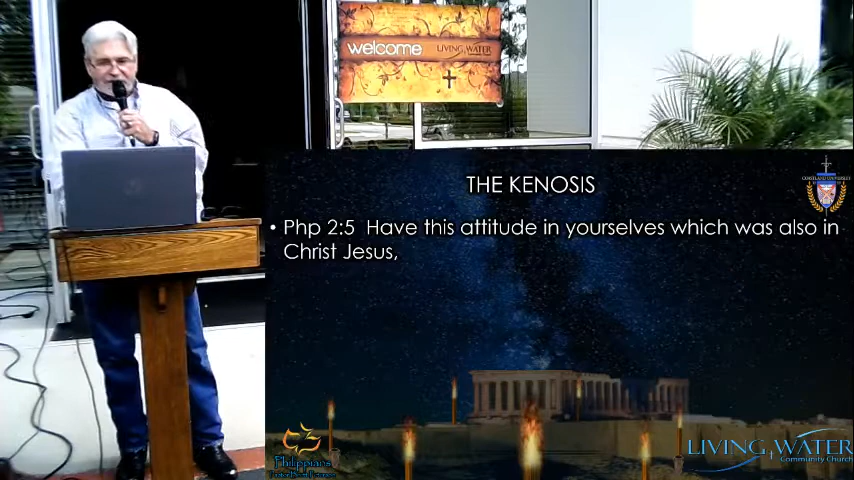 welcome
LIVING WATER
THE KENOSIS
• Php 2:5 Have this attitude in yourselves which was also in
Christ Jesus,
Philippians
LIVING WATER
Community Church